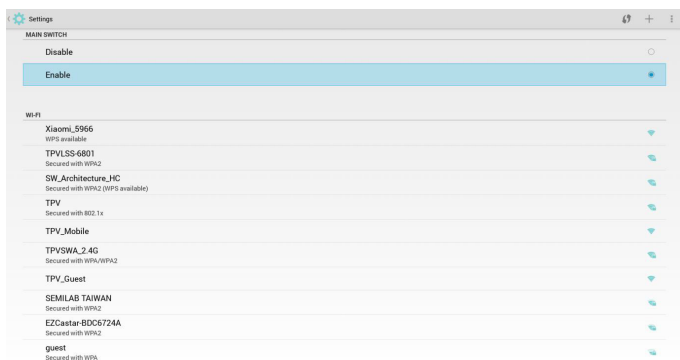 Settings
MAIN SWITCH
Disable
Enable
WI-FI
Xiaomi_5966
WPS available
TPVLSS-6801
Secured with WPA2
SW_Architecture_HC
Secured with WPA2 (WPS available)
TPV
Secured with 802.1x
TPV_Mobile
TPVSWA_2.4G
Secured with WPA/WPA2
TPV_Guest
SEMILAB TAIWAN
Secured with WPA2
EZCastar-BDC6724A
Secured with WPA2
guest
Secured with WPA